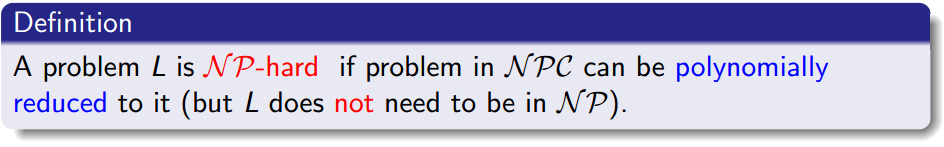 Definition
A problem L is NP-hard if problem in NPC can be polynomially
reduced to it (but L does not need to be in NP).